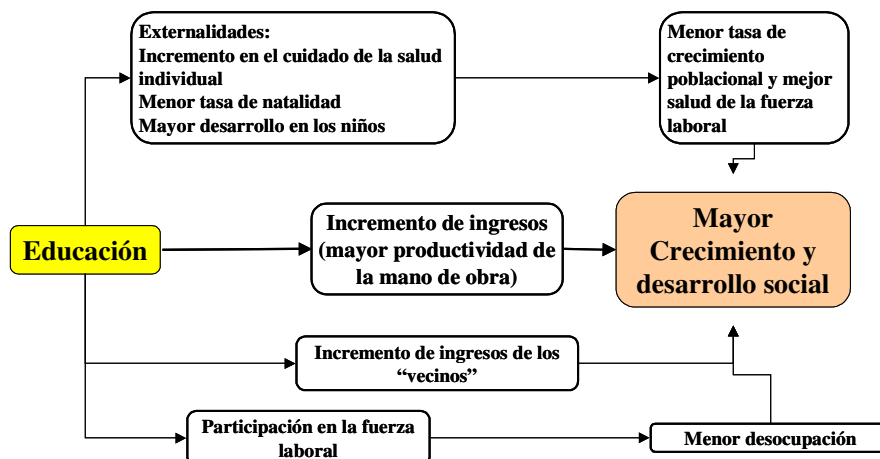 Externalidades:
Incremento en el cuidado de la salud
individual
Menor tasa de natalidad
Mayor desarrollo en los niños
Menor tasa de
crecimiento
poblacional y mejor
salud de la fuerza
laboral
Educación
Incremento de ingresos
(mayor productividad de
la mano de obra)
Mayor
Crecimiento y
desarrollo social
Incremento de ingresos de los
“vecinos”
Participación en la fuerza
laboral
Menor desocupación